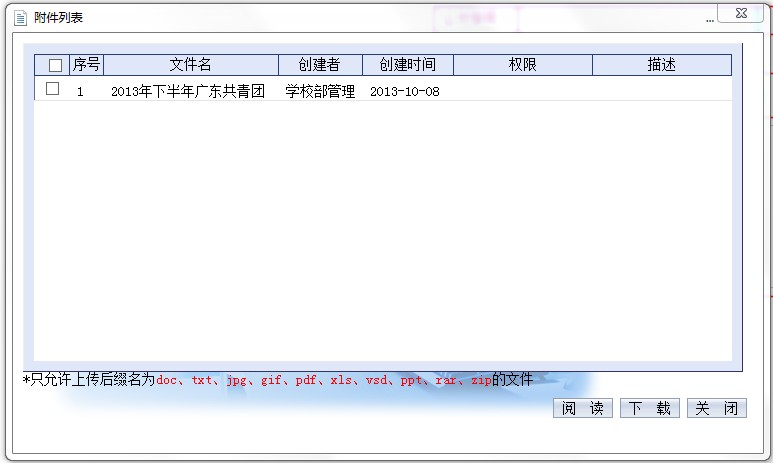 附件列表
序号 文件名 创建者 创建时间 权限 描述
1 2013年下半年广东共青团 学校部管理 2013-10-08
*只允许上传后缀名为doc、txt、jpg、gif、pdf、xls、vsd、ppt、rar、zip的文件
阅 读 下 载 关 闭